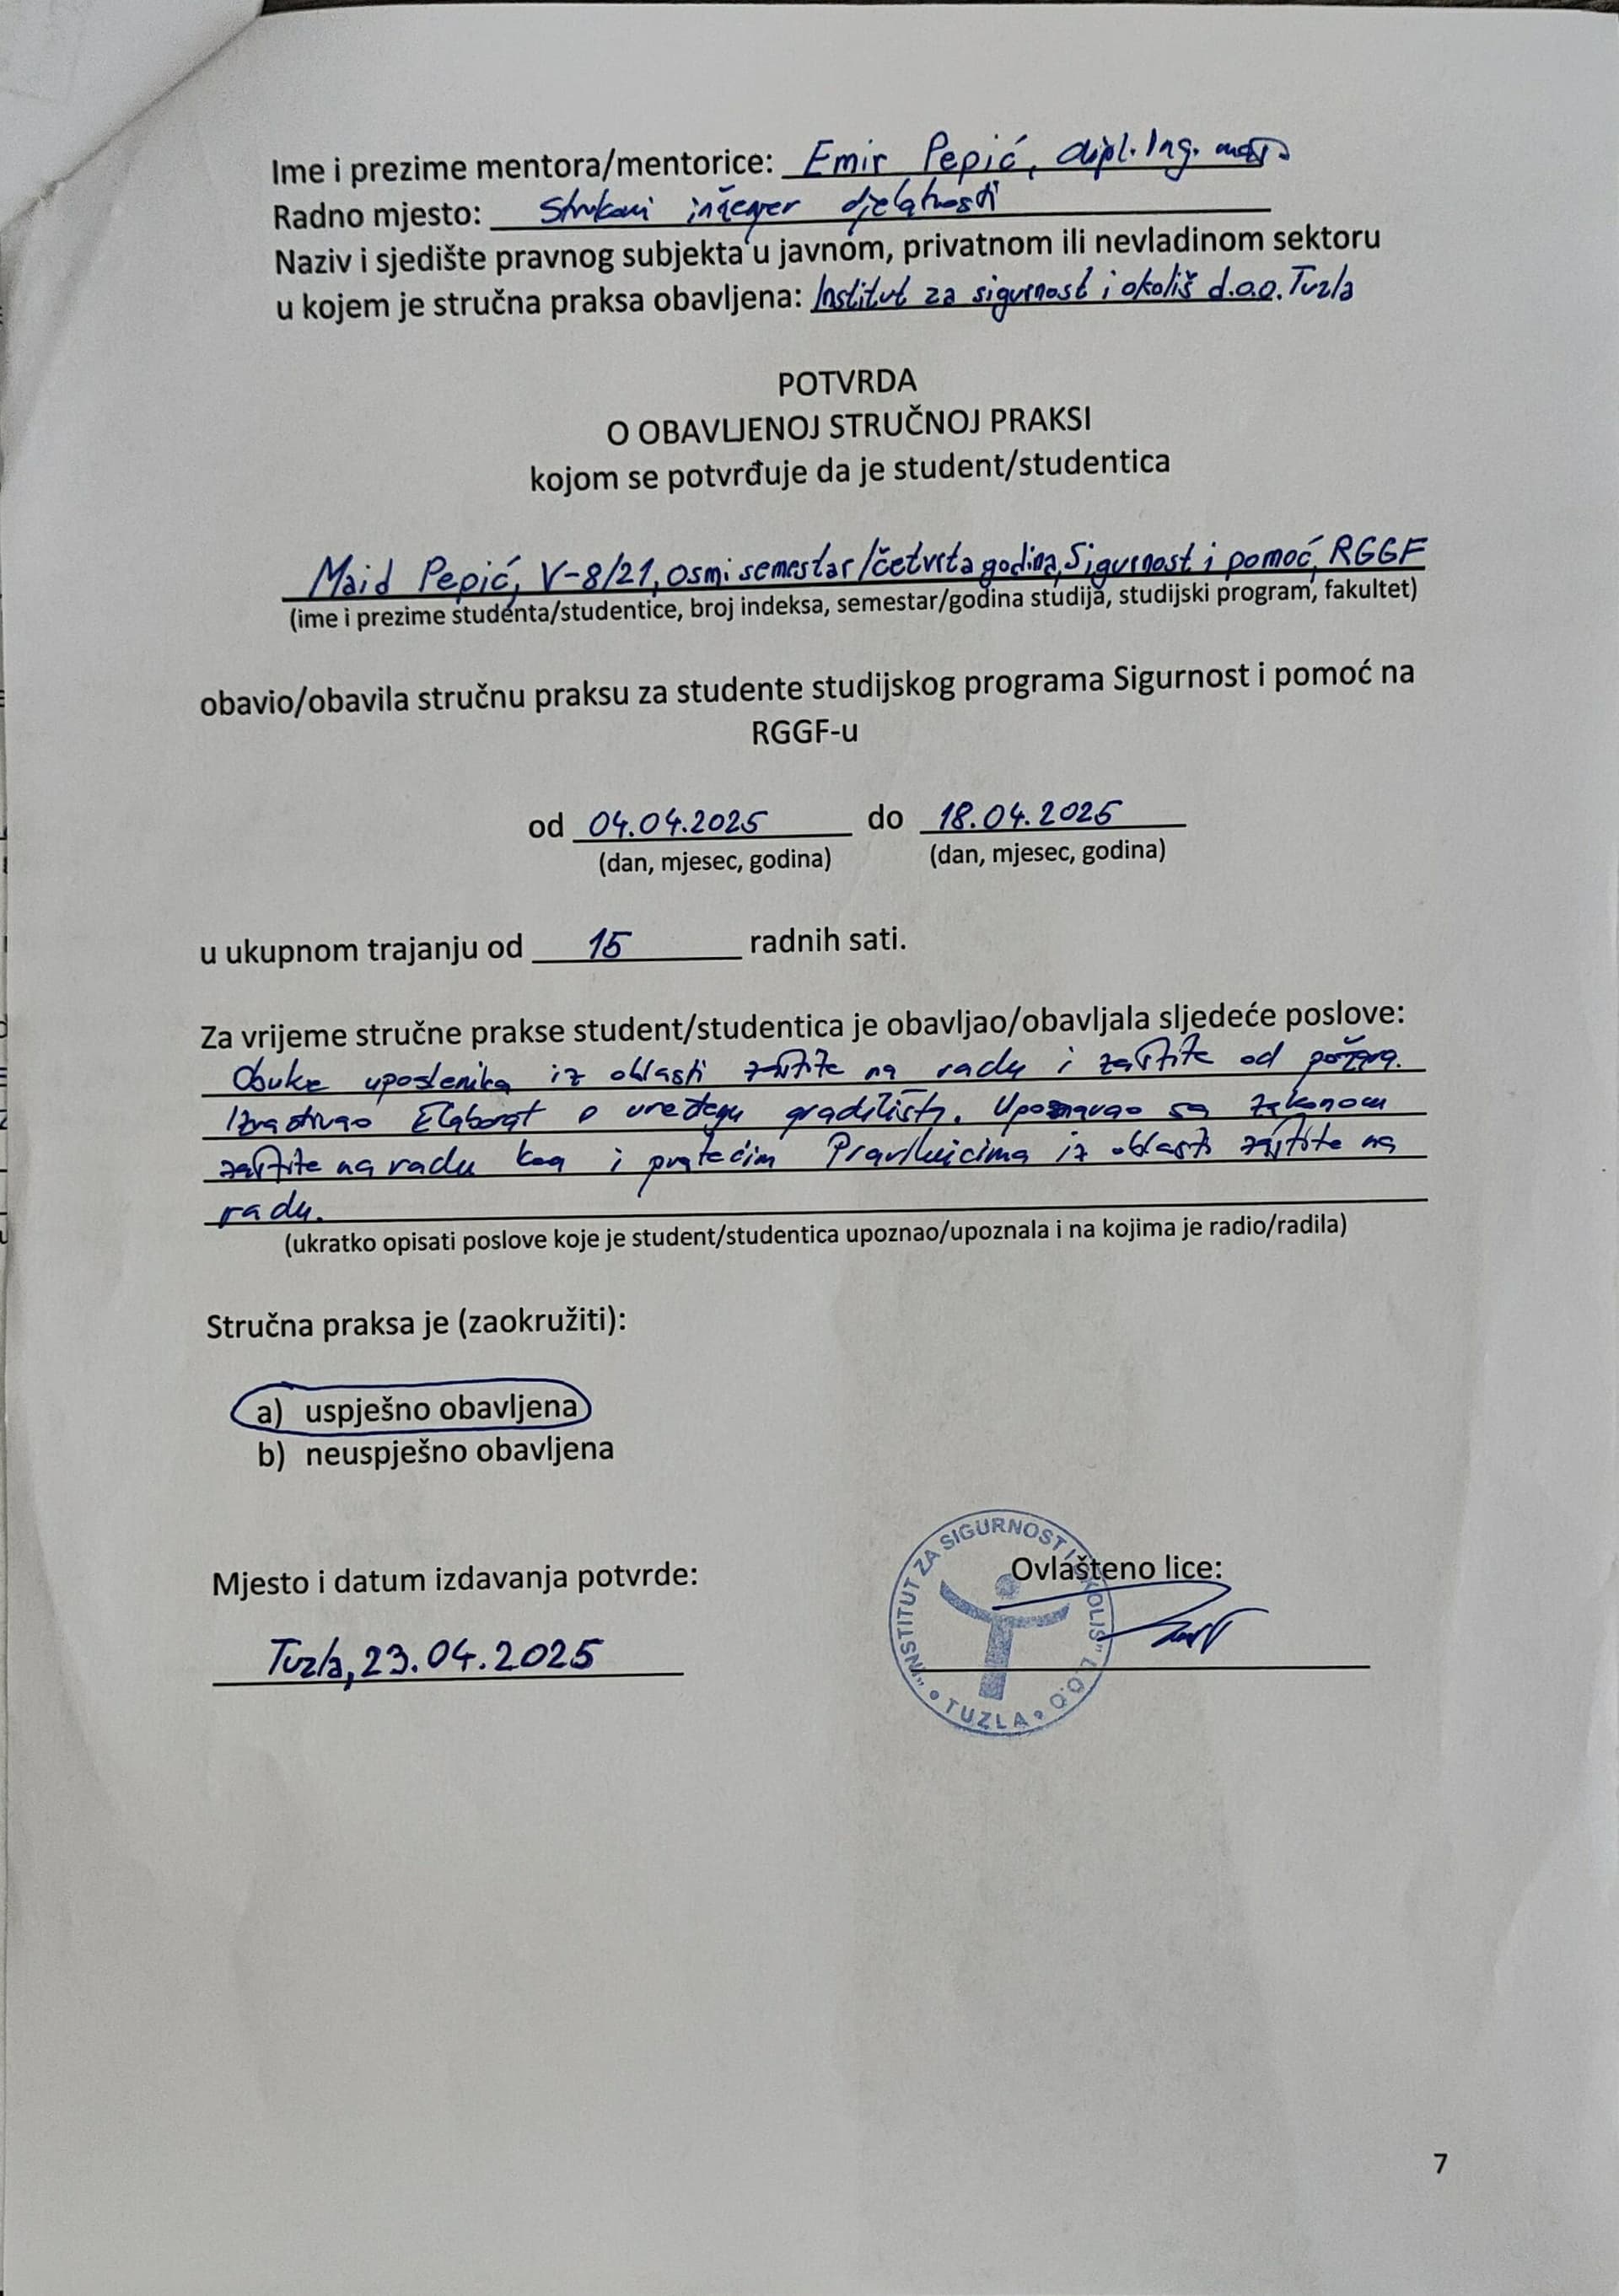 Ime i prezime mentora/mentorice: Emir Pepić, dipl. Ing. maš.
Radno mjesto: Stručni inženjer djelatnosti
Naziv i sjedište pravnog subjekta u javnom, privatnom ili nevladinom sektoru
u kojem je stručna praksa obavljena: Institut za sigurnost i okoliš d.o.o. Tuzla
POTVRDA
O OBAVLJENOJ STRUČNOJ PRAKSI
kojom se potvrđuje da je student/studentica
Maid Pepić, V-8/21, osmi semestar/četvrta godina, Sigurnost i pomoć, RGGF
(ime i prezime studenta/studentice, broj indeksa, semestar/godina studija, studijski program, fakultet)
obavio/obavila stručnu praksu za studente studijskog programa Sigurnost i pomoć na
RGGF-u
od 04.04.2025 do 18.04.2025
(dan, mjesec, godina) (dan, mjesec, godina)
u ukupnom trajanju od 15 radnih sati.
Za vrijeme stručne prakse student/studentica je obavljao/obavljala sljedeće poslove:
Obuke uposlenika iz oblasti zaštite na radu i zaštite od požara.
Elaborat o uređenju gradilišta. Upoznavao sa zakonom
zaštite na radu kao i pratećim Pravilnicima iz oblasti zaštite na
radu.
(ukratko opisati poslove koje je student/studentica upoznao/upoznala i na kojima je radio/radila)
Stručna praksa je (zaokružiti):
a) uspješno obavljena
b) neuspješno obavljena
Mjesto i datum izdavanja potvrde:
Ovlašteno lice:
Tuzla, 23.04.2025
"INSTITUT ZA SIGURNOST I OKOLIŠ" D.O.O. TUZLA
7